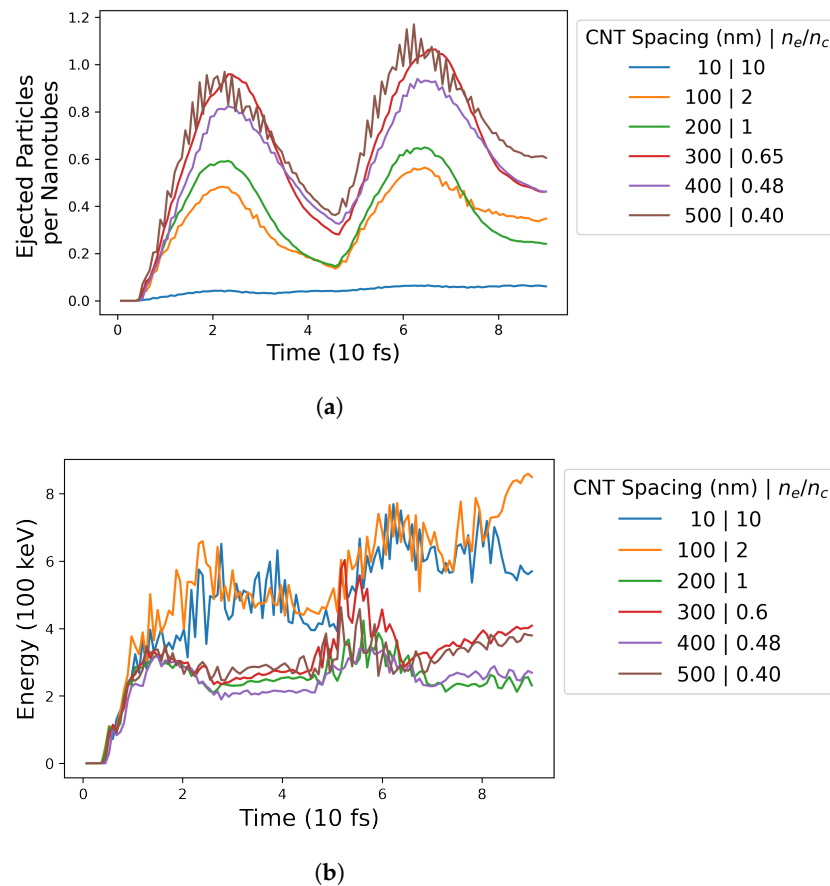 1.2
1.0
0.8
0.6
0.4
0.2
0.0
0 2 4 6 8
Ejected Particles
per Nanotubes
Time (10 fs)
CNT Spacing (nm) | nₑ/n꜀
10 | 10
100 | 2
200 | 1
300 | 0.65
400 | 0.48
500 | 0.40
(a)
8
6
4
2
0
0 2 4 6 8
Energy (100 keV)
Time (10 fs)
CNT Spacing (nm) | nₑ/n꜀
10 | 10
100 | 2
200 | 1
300 | 0.6
400 | 0.48
500 | 0.40
(b)